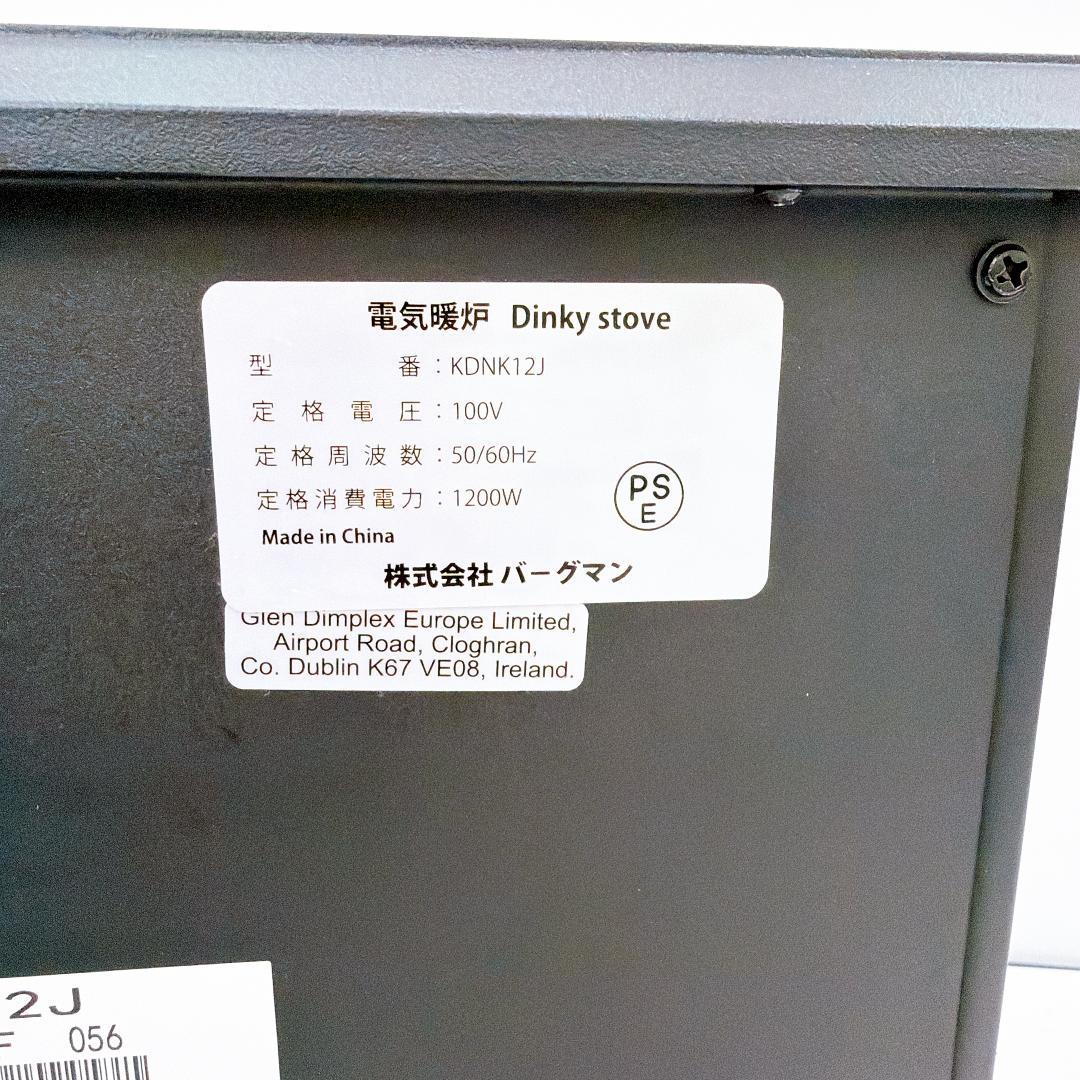 電気暖炉 Dinky stove
型番：KDNK12J
定格電圧：100V
定格周波数：50/60Hz
定格消費電力：1200W
PS
E
Made in China
株式会社 バーグマン
Glen Dimplex Europe Limited,
Airport Road, Cloghran,
Co. Dublin K67 VE08, Ireland.
2J
056